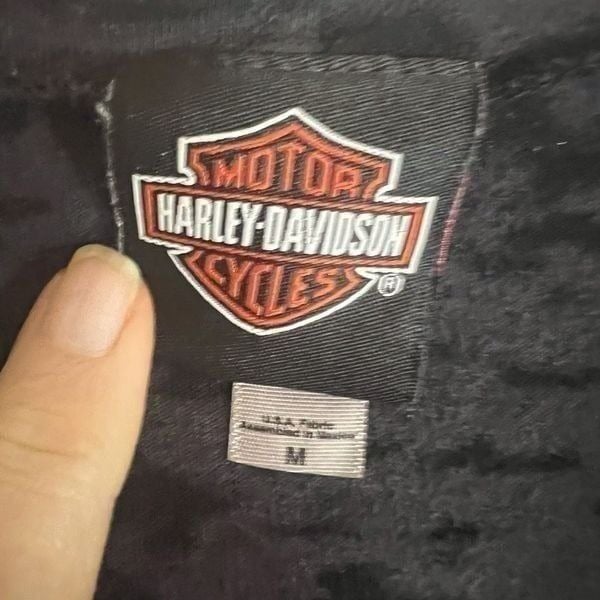 MOTOR
HARLEY-DAVIDSON
CYCLES
®
U.S.A. Fabric
Assembled in Mexico
M